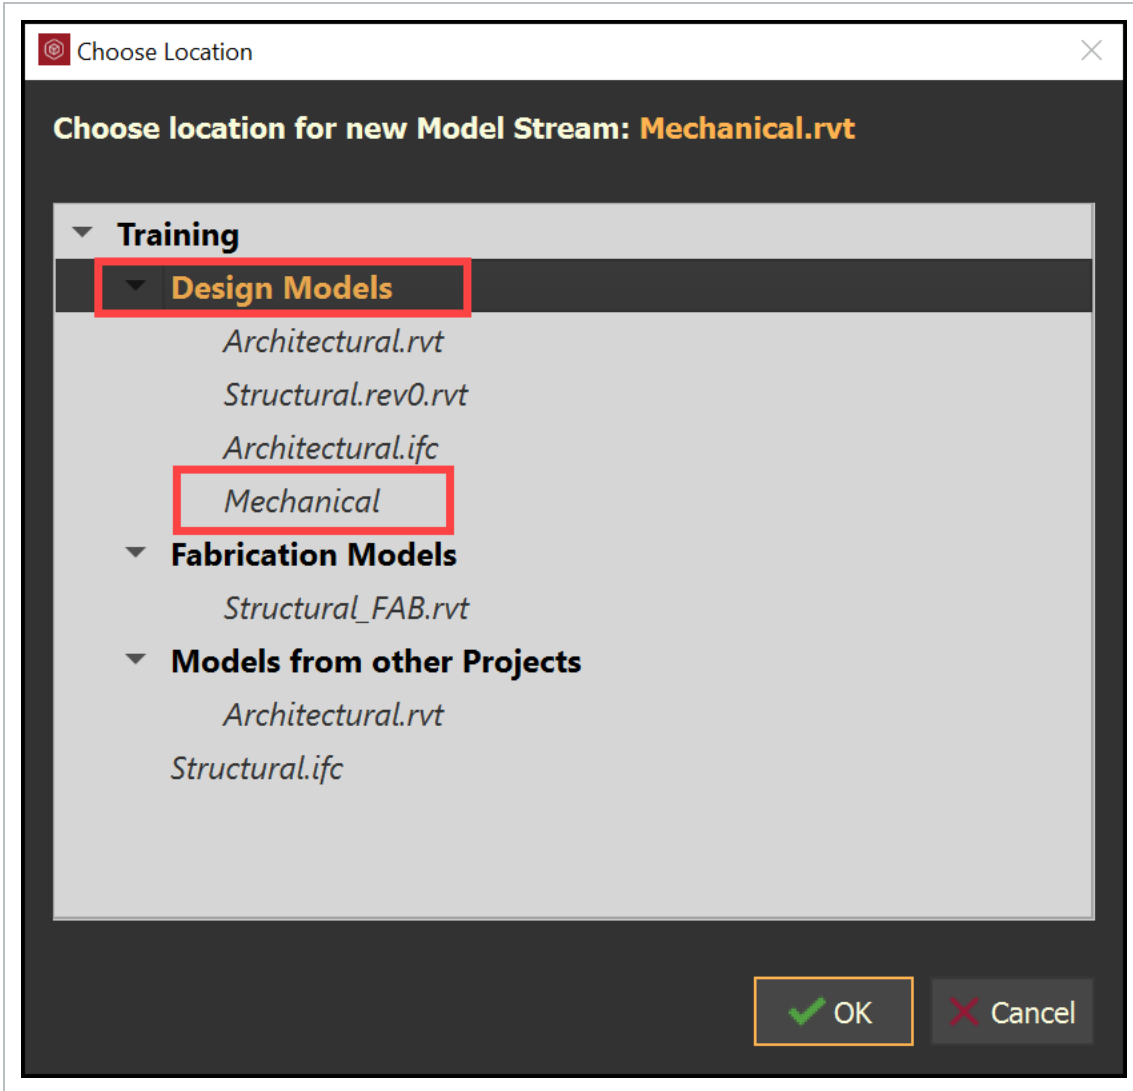 Choose Location
Choose location for new Model Stream: Mechanical.rvt
Training
Design Models
Architectural.rvt
Structural.rev0.rvt
Architectural.ifc
Mechanical
Fabrication Models
Structural_FAB.rvt
Models from other Projects
Architectural.rvt
Structural.ifc
OK
Cancel